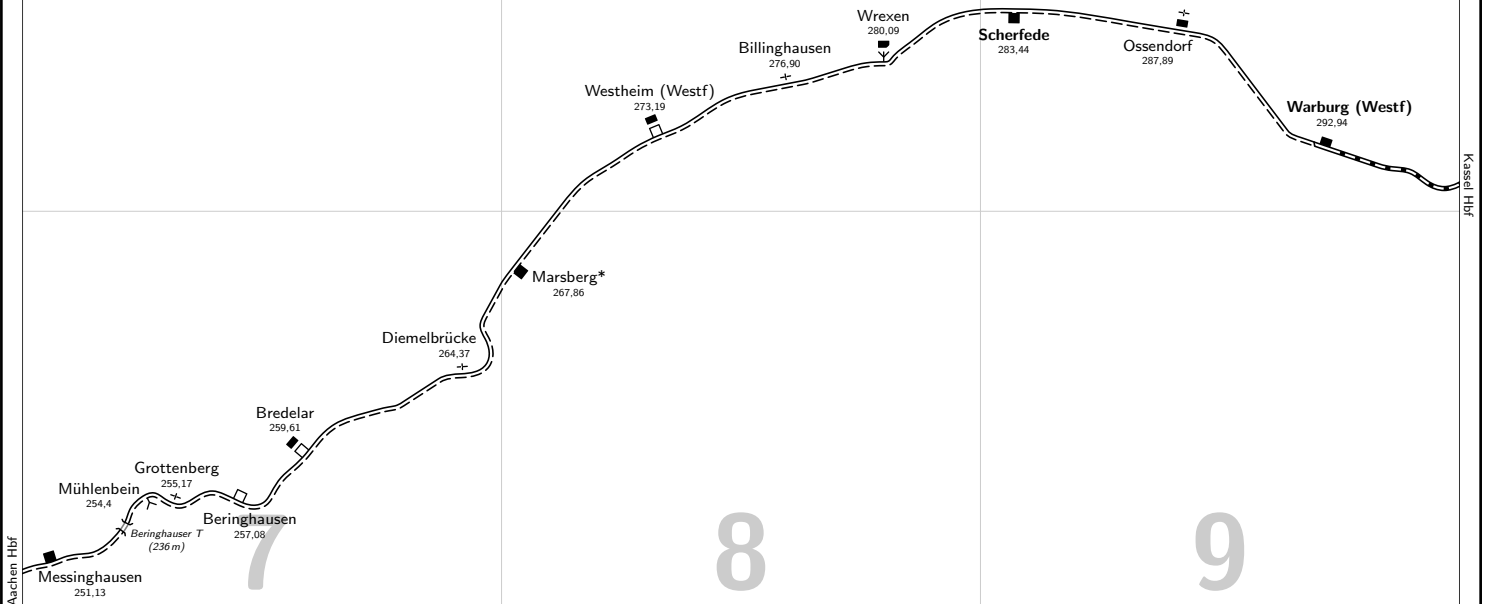 Wrexen
280,09
Scherfede
283,44
Ossendorf
287,89
Billinghausen
276,90
Westheim (Westf)
273,19
Warburg (Westf)
292,94
Kassel Hbf
Marsberg*
267,86
Diemelbrücke
264,37
Bredelar
259,61
Grottenberg
255,17
Mühlenbein
254,4
Beringhausen
257,08
Beringhauser T
(236 m)
Messinghausen
251,13
Aachen Hbf
7
8
9